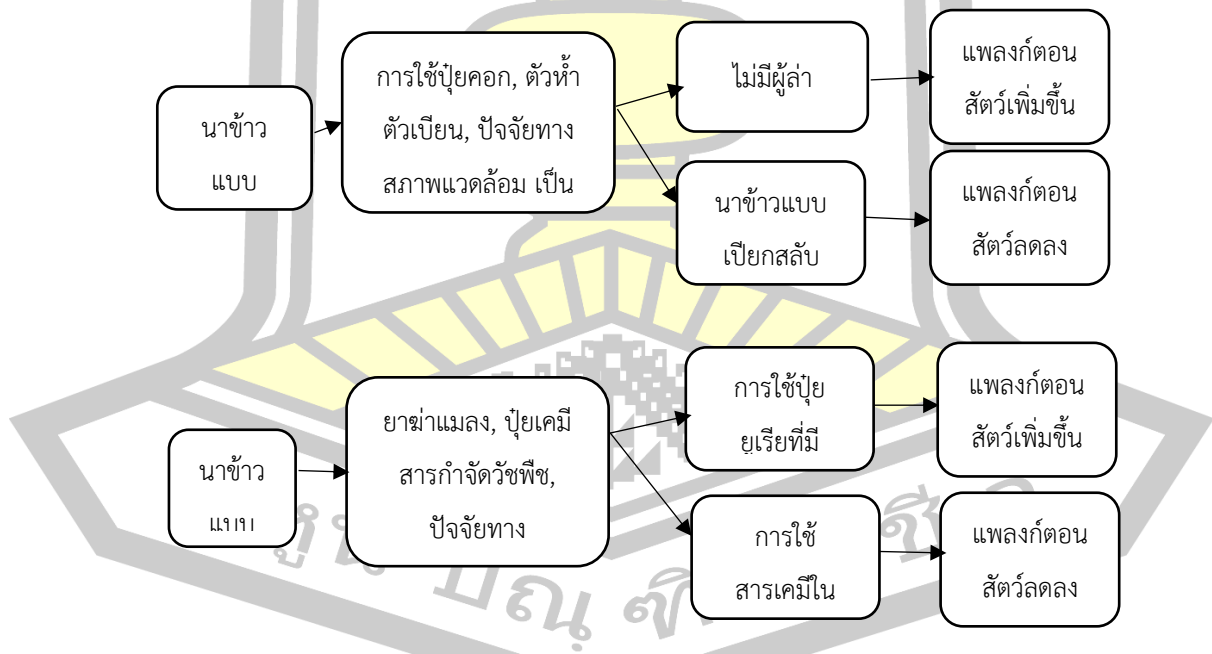 นาข้าว
แบบ
การใช้ปุ๋ยคอก, ตัวห้ำ
ตัวเบียน, ปัจจัยทาง
สภาพแวดล้อม เป็น
ไม่มีผู้ล่า
แพลงก์ตอน
สัตว์เพิ่มขึ้น
นาข้าวแบบ
เปียกสลับ
แพลงก์ตอน
สัตว์ลดลง
นาข้าว
แบบ
ยาฆ่าแมลง, ปุ๋ยเคมี
สารกำจัดวัชพืช,
ปัจจัยทาง
การใช้ปุ๋ย
ยูเรียที่มี
แพลงก์ตอน
สัตว์เพิ่มขึ้น
การใช้
สารเคมีใน
แพลงก์ตอน
สัตว์ลดลง